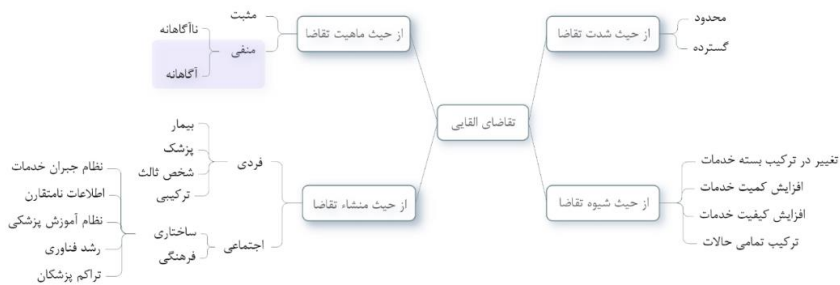 تقاضای القایی
از حیث شدت تقاضا
محدود
گسترده
از حیث شیوه تقاضا
تغییر در ترکیب بسته خدمات
افزایش کمیت خدمات
افزایش کیفیت خدمات
ترکیب تمامی حالات
از حیث ماهیت تقاضا
مثبت
منفی
ناآگاهانه
آگاهانه
از حیث منشاء تقاضا
فردی
بیمار
پزشک
شخص ثالث
ترکیبی
اجتماعی
ساختاری
فرهنگی
نظام جبران خدمات
اطلاعات نامتقارن
نظام آموزش پزشکی
رشد فناوری
تراکم پزشکان